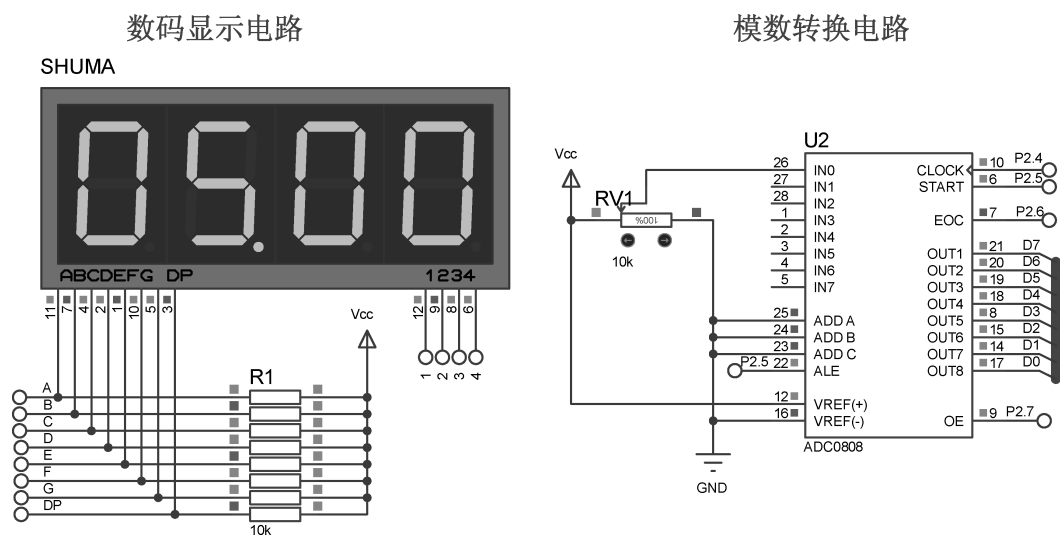 数码显示电路
SHUMA
ABCDEFG DP
1234
11
7
4
2
1
10
5
3
12
9
8
6
1
2
3
4
Vcc
A
B
C
D
E
F
G
DP
R1
10k
模数转换电路
Vcc
RV1
100%
10k
U2
26 IN0
27 IN1
28 IN2
1 IN3
2 IN4
3 IN5
4 IN6
5 IN7
25 ADD A
24 ADD B
23 ADD C
P2.5 22 ALE
12 VREF(+)
16 VREF(-)
CLOCK 10 P2.4
START 6 P2.5
EOC 7 P2.6
OUT1 21 D7
OUT2 20 D6
OUT3 19 D5
OUT4 18 D4
OUT5 8 D3
OUT6 15 D2
OUT7 14 D1
OUT8 17 D0
OE 9 P2.7
ADC0808
GND
05.00